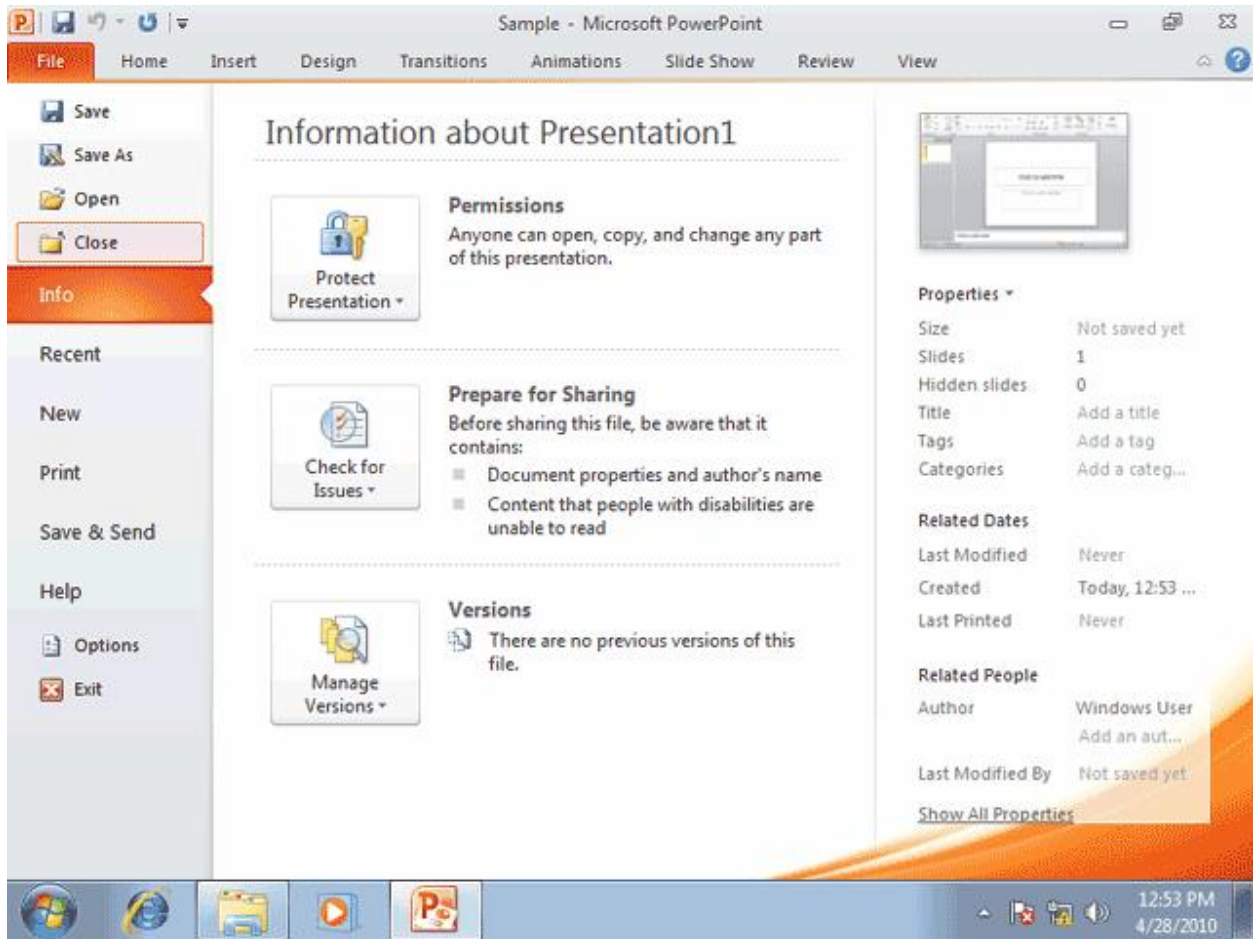 Sample - Microsoft PowerPoint
File Home Insert Design Transitions Animations Slide Show Review View
Save
Save As
Open
Close
Info
Recent
New
Print
Save & Send
Help
Options
Exit
Information about Presentation1
Protect
Presentation
Permissions
Anyone can open, copy, and change any part
of this presentation.
Check for
Issues
Prepare for Sharing
Before sharing this file, be aware that it
contains:
Document properties and author's name
Content that people with disabilities are
unable to read
Manage
Versions
Versions
There are no previous versions of this
file.
Properties
Size Not saved yet
Slides 1
Hidden slides 0
Title Add a title
Tags Add a tag
Categories Add a categ...
Related Dates
Last Modified Never
Created Today, 12:53 ...
Last Printed Never
Related People
Author Windows User
Add an aut...
Last Modified By Not saved yet
Show All Properties
12:53 PM
4/28/2010